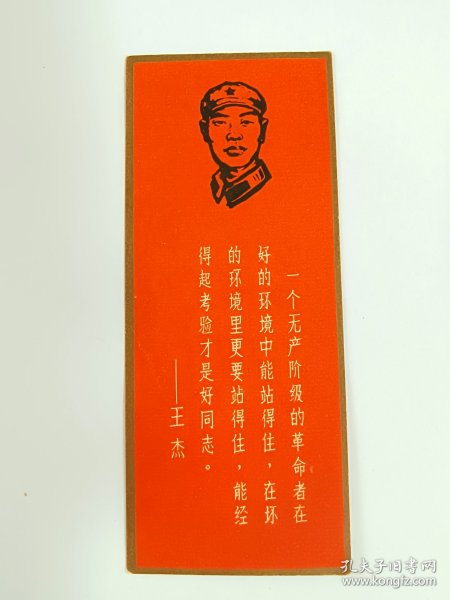 一个无产阶级的革命者在
好的环境中能站得住，在坏
的环境里更要站得住，能经
得起考验才是好同志。
——王杰
孔夫子旧书网
www.kongfz.com